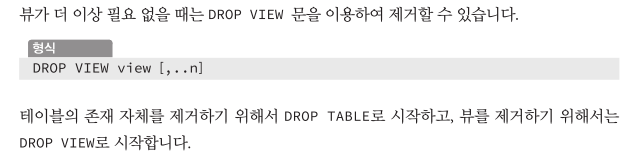 뷰가 더 이상 필요 없을 때는 DROP VIEW 문을 이용하여 제거할 수 있습니다.
형식
DROP VIEW view [,..n]
테이블의 존재 자체를 제거하기 위해서 DROP TABLE로 시작하고, 뷰를 제거하기 위해서는
DROP VIEW로 시작합니다.